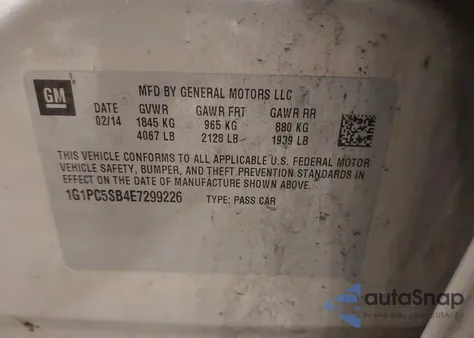 GM
MFD BY GENERAL MOTORS LLC
DATE GVWR GAWR FRT GAWR RR
02/14 1845 KG 965 KG 880 KG
4067 LB 2128 LB 1939 LB
THIS VEHICLE CONFORMS TO ALL APPLICABLE U.S. FEDERAL MOTOR
VEHICLE SAFETY, BUMPER, AND THEFT PREVENTION STANDARDS IN
EFFECT ON THE DATE OF MANUFACTURE SHOWN ABOVE.
1G1PC5SB4E7299226 TYPE: PASS CAR
autoSnap